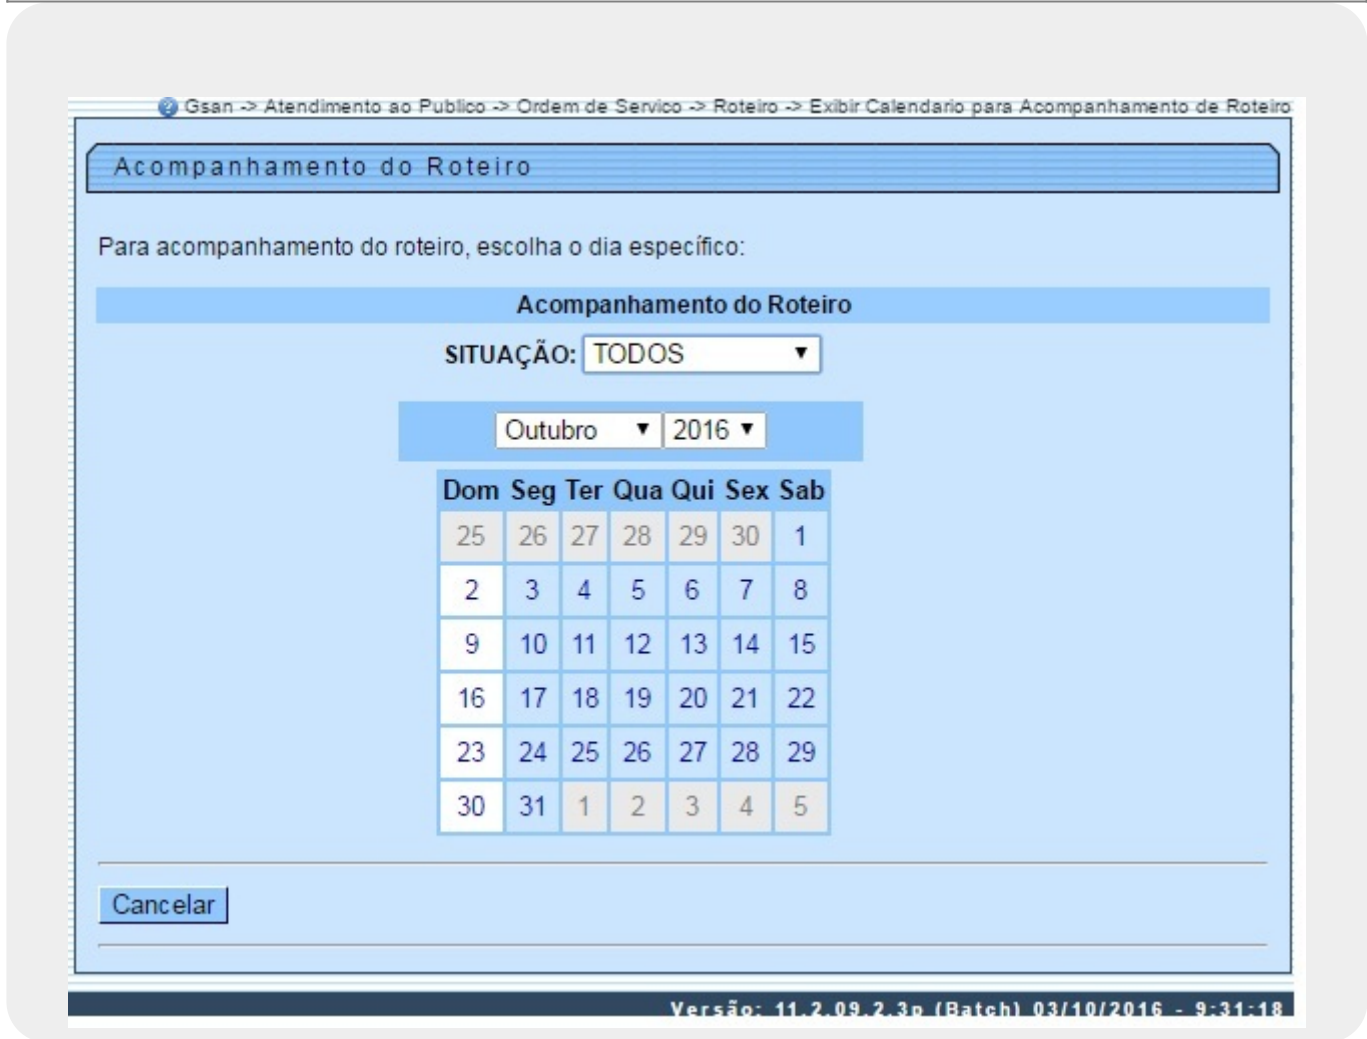 Gsan -> Atendimento ao Publico -> Ordem de Servico -> Roteiro -> Exibir Calendario para Acompanhamento de Roteiro
Acompanhamento do Roteiro
Para acompanhamento do roteiro, escolha o dia específico:
Acompanhamento do Roteiro
SITUAÇÃO: TODOS
Outubro 2016
Dom Seg Ter Qua Qui Sex Sab
25 26 27 28 29 30 1
2 3 4 5 6 7 8
9 10 11 12 13 14 15
16 17 18 19 20 21 22
23 24 25 26 27 28 29
30 31 1 2 3 4 5
Cancelar
Versão: 11.2.09.2.3p (Batch) 03/10/2016 - 9:31:18